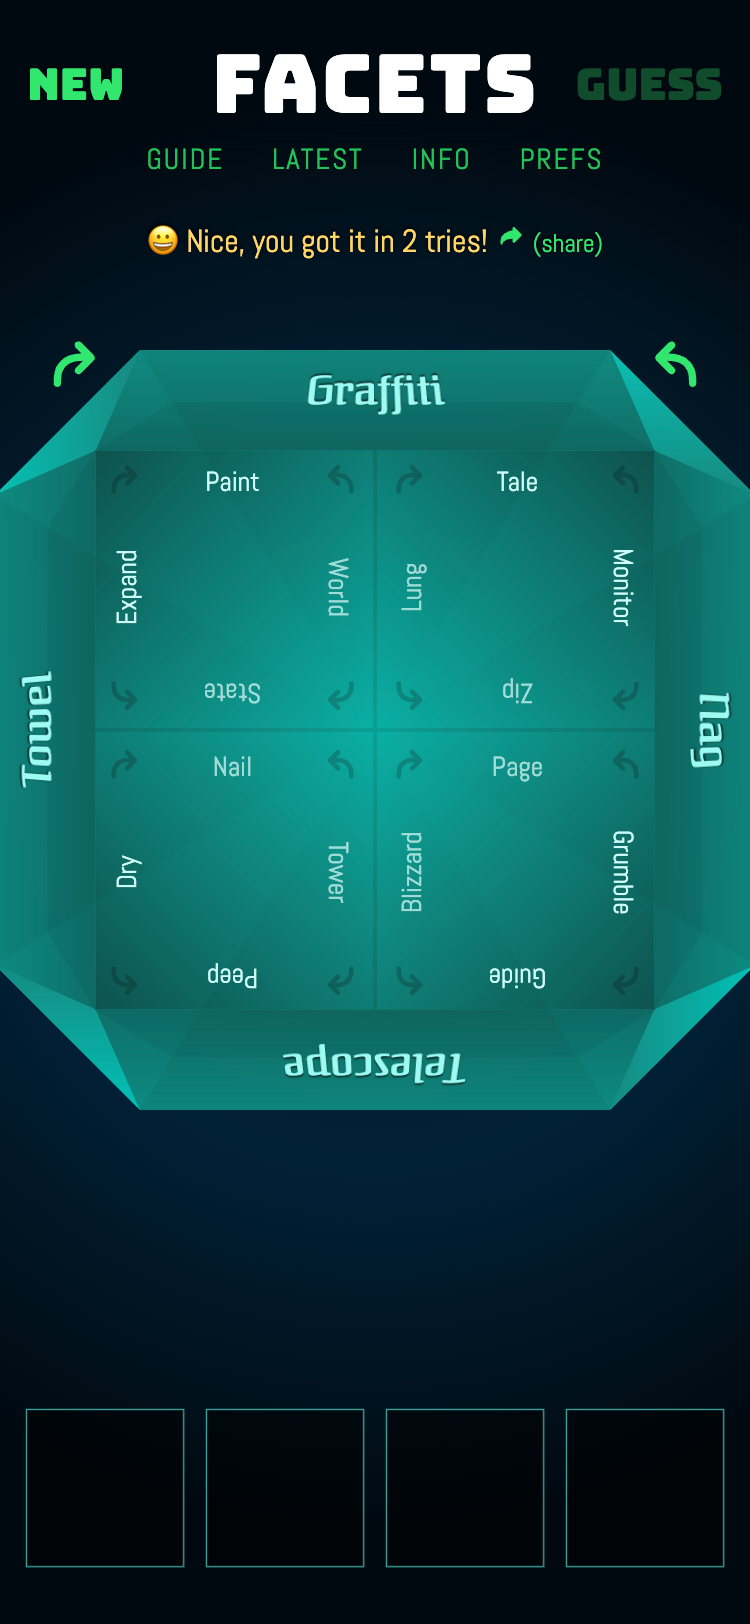 NEW FACETS GUESS
GUIDE LATEST INFO PREFS
😀 Nice, you got it in 2 tries! (share)
Graffiti
Towel
Nag
Telescope
Paint
Expand
World
State
Tale
Lung
Monitor
Zip
Nail
Dry
Tower
Peep
Page
Blizzard
Grumble
Guide